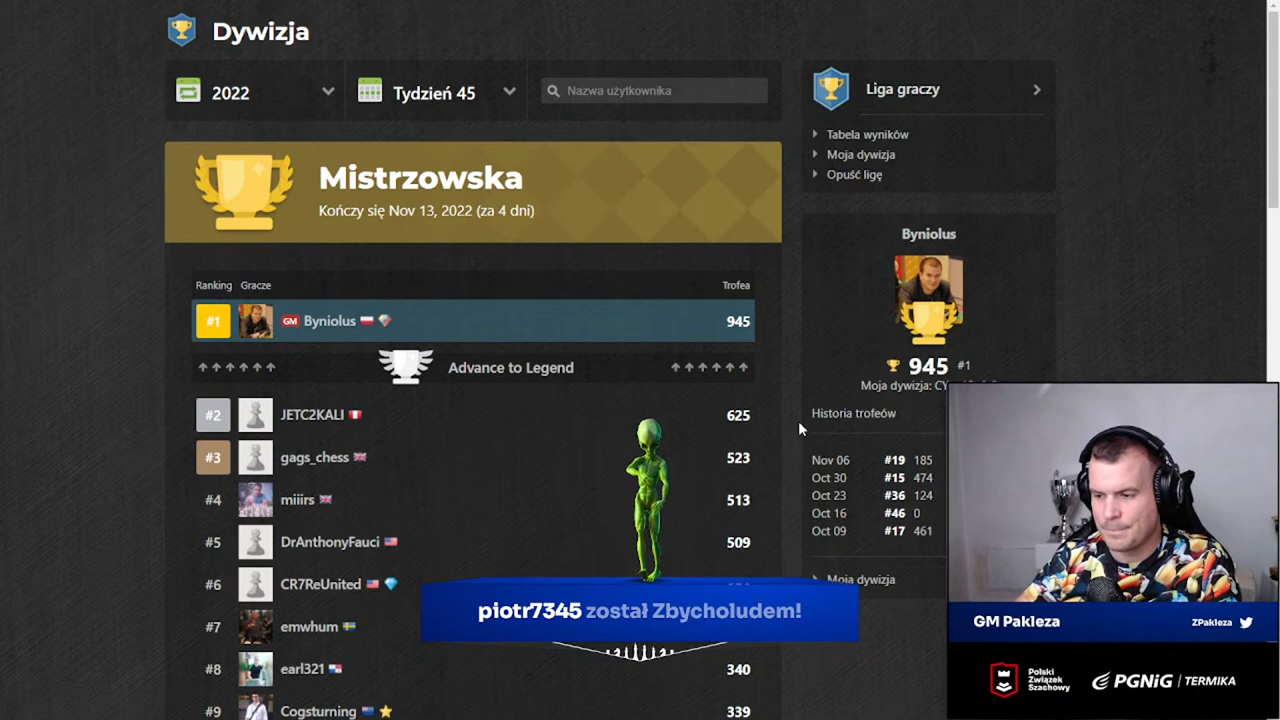 Dywizja
2022
Tydzień 45
Nazwa użytkownika
Mistrzowska
Kończy się Nov 13, 2022 (za 4 dni)
Ranking Gracze Trofea
#1 GM Byniolus 945
Advance to Legend
#2 JETC2KALI 625
#3 gags_chess 523
#4 miiirs 513
#5 DrAnthonyFauci 509
#6 CR7ReUnited
#7 emwhum
#8 earl321 340
#9 Cogsturning 339
piotr7345 został Zbycholudem!
Liga graczy
Tabela wyników
Moja dywizja
Opuść ligę
Byniolus
945 #1
Moja dywizja:
Historia trofeów
Nov 06 #19 185
Oct 30 #15 474
Oct 23 #36 124
Oct 16 #46 0
Oct 09 #17 461
Moja dywizja
GM Pakleza
ZPakleza
Polski
Związek
Szachowy
PGNiG | TERMIKA